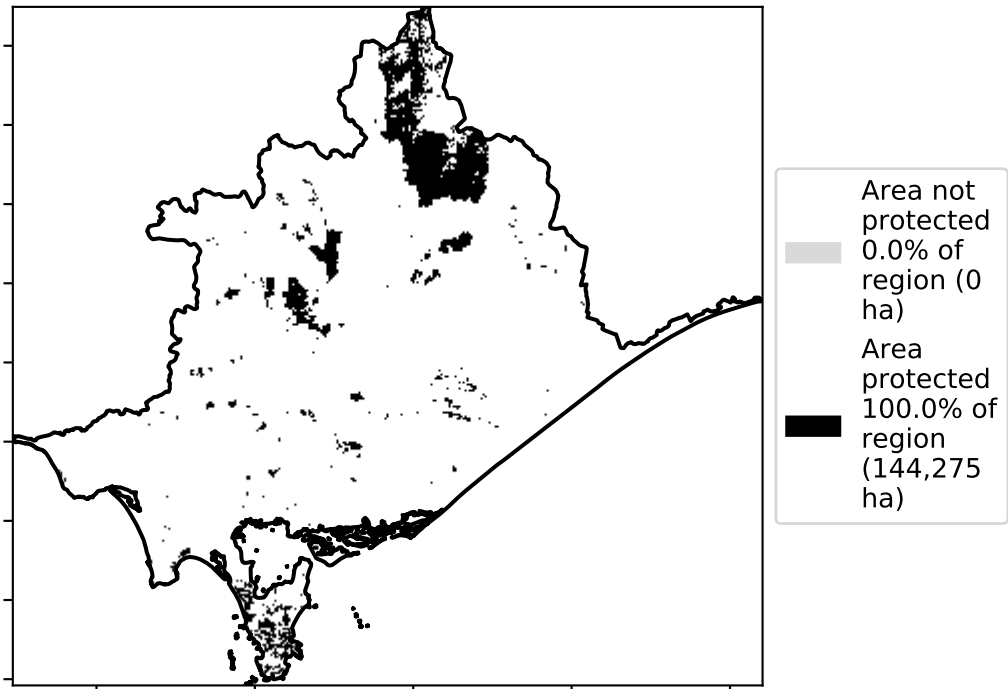 Area not
protected
0.0% of
region (0
ha)
Area
protected
100.0% of
region
(144,275
ha)